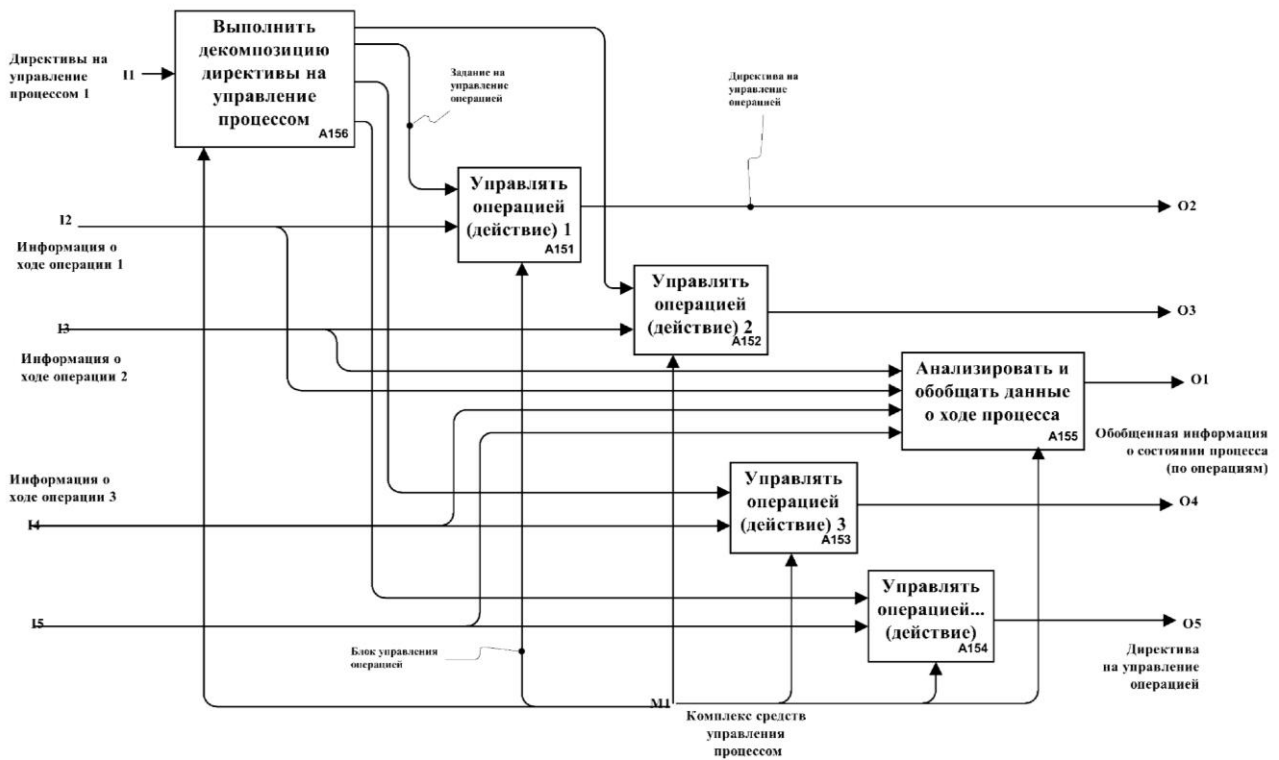 Выполнить
декомпозицию
директивы на
управление
процессом
A156
Директивы на
управление
процессом 1
I1
Задание на
управление
операцией
Директива на
управление
операцией
Управлять
операцией
(действие) 1
A151
I2
O2
Информация о
ходе операции 1
Управлять
операцией
(действие) 2
A152
O3
I3
Информация о
ходе операции 2
Анализировать и
обобщать данные
о ходе процесса
A155
O1
Обобщенная информация
о состоянии процесса
(по операциям)
Информация о
ходе операции 3
I4
Управлять
операцией
(действие) 3
A153
O4
Управлять
операцией...
(действие)
A154
I5
O5
Блок управления
операцией
Директива
на управление
операцией
M1
Комплекс средств
управления
процессом